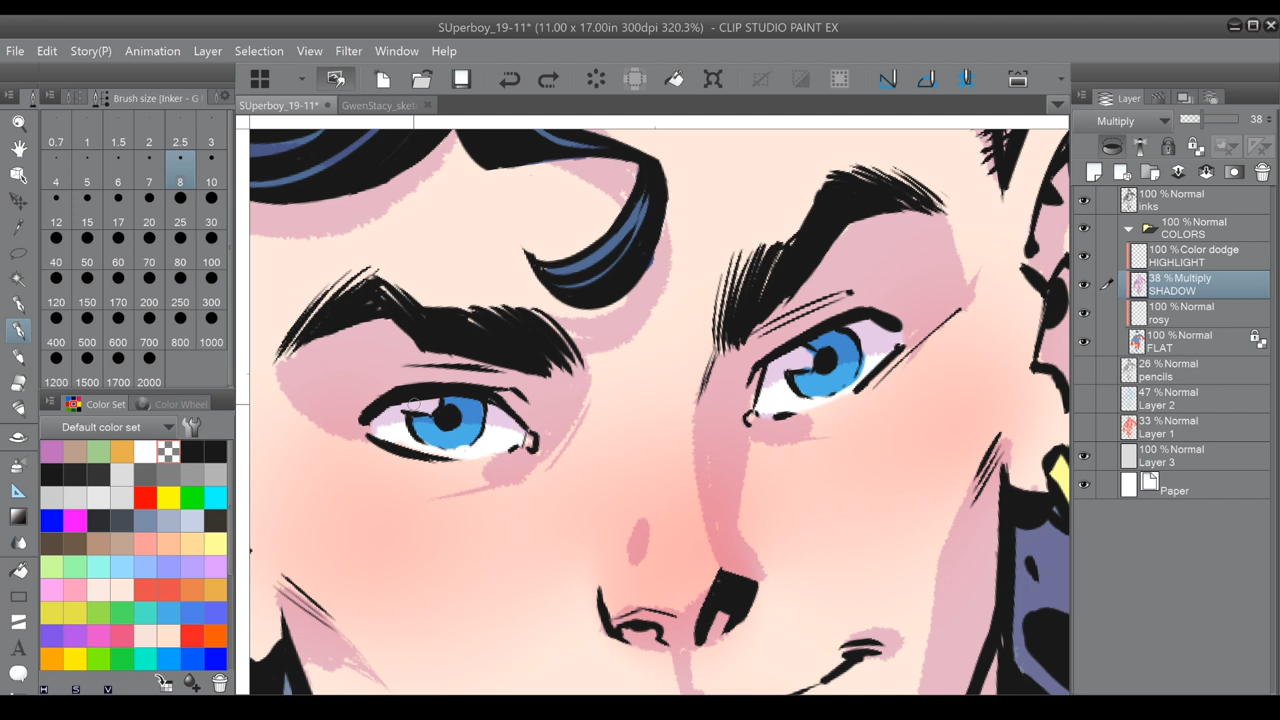 SUperboy_19-11* (11.00 x 17.00in 300dpi 320.3%) - CLIP STUDIO PAINT EX
File Edit Story(P) Animation Layer Selection View Filter Window Help
Brush size [Inker - G
SUperboy_19-11* GwenStacy_sket
Layer
0.7 1 1.5 2 2.5 3
Multiply 38
4 5 6 7 8 10
12 15 17 20 25 30
40 50 60 70 80 100
120 150 170 200 250 300
400 500 600 700 800 1000
1200 1500 1700 2000
Color Set Color Wheel
Default color set
H S V
100 % Normal
inks
100 % Normal
COLORS
100 % Color dodge
HIGHLIGHT
38 % Multiply
SHADOW
100 % Normal
rosy
100 % Normal
FLAT
26 % Normal
pencils
47 % Normal
Layer 2
33 % Normal
Layer 1
100 % Normal
Layer 3
Paper